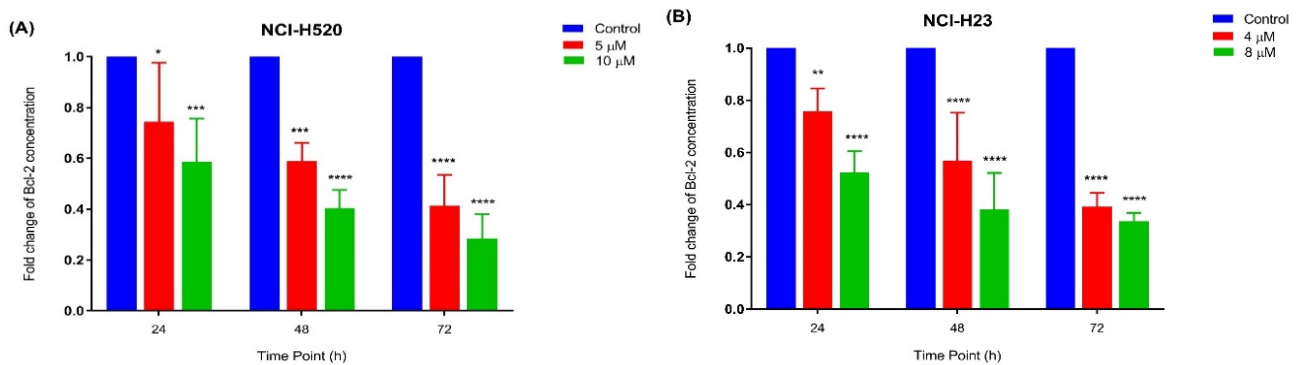 (A)
NCI-H520
Control
5 μM
10 μM
Fold change of Bcl-2 concentration
1.0
0.8
0.6
0.4
0.2
0.0
*
***
***
****
****
****
24
48
72
Time Point (h)
(B)
NCI-H23
Control
4 μM
8 μM
Fold change of Bcl-2 concentration
1.0
0.8
0.6
0.4
0.2
0.0
**
****
****
****
****
****
24
48
72
Time Point (h)